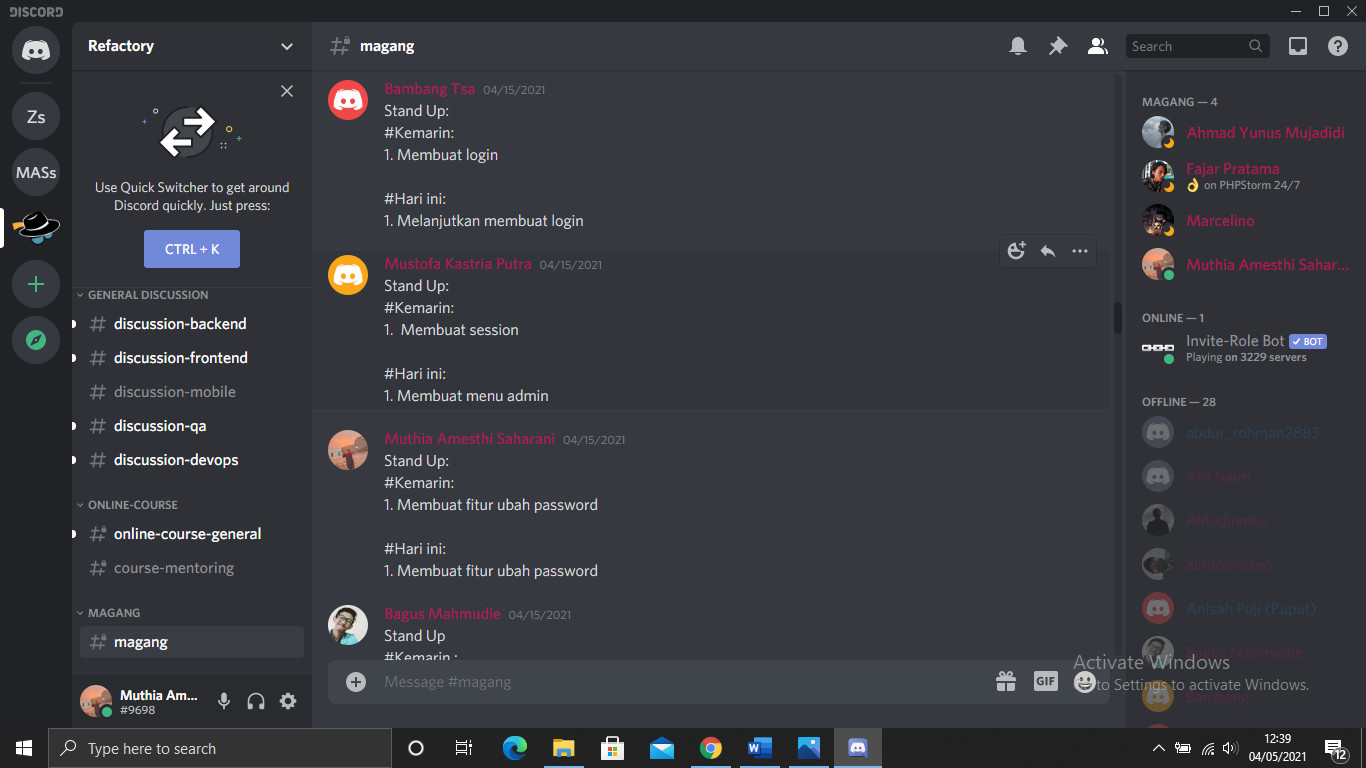 DISCORD
Zs
MASs
Refactory
Use Quick Switcher to get around
Discord quickly. Just press:
CTRL + K
GENERAL DISCUSSION
discussion-backend
discussion-frontend
discussion-mobile
discussion-qa
discussion-devops
ONLINE-COURSE
online-course-general
course-mentoring
MAGANG
magang
Muthia Am...
#9698
magang
Search
Bambang Tsa 04/15/2021
Stand Up:
#Kemarin:
1. Membuat login
#Hari ini:
1. Melanjutkan membuat login
Mustofa Kastria Putra 04/15/2021
Stand Up:
#Kemarin:
1. Membuat session
#Hari ini:
1. Membuat menu admin
Muthia Amesthi Saharani 04/15/2021
Stand Up:
#Kemarin:
1. Membuat fitur ubah password
#Hari ini:
1. Membuat fitur ubah password
Bagus Mahmudie 04/15/2021
Stand Up
#Kemarin :
Message #magang
GIF
MAGANG — 4
Ahmad Yunus Mujadidi
Fajar Pratama
on PHPStorm 24/7
Marcelino
Muthia Amesthi Sahar...
ONLINE — 1
Invite-Role Bot BOT
Playing on 3229 servers
OFFLINE — 28
abdur_rohman2883
Alif Naim
Anisah Puji (Puput)
Bagus Mahmudie
Bambang
Activate Windows
to Settings to activate Windows.
Type here to search
12:39
04/05/2021
12